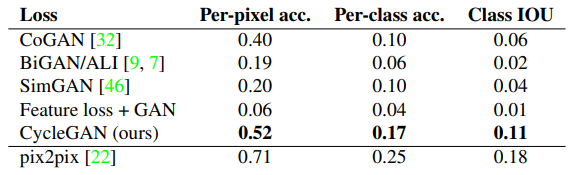 Loss Per-pixel acc. Per-class acc. Class IOU
CoGAN [32] 0.40 0.10 0.06
BiGAN/ALI [9, 7] 0.19 0.06 0.02
SimGAN [46] 0.20 0.10 0.04
Feature loss + GAN 0.06 0.04 0.01
CycleGAN (ours) 0.52 0.17 0.11
pix2pix [22] 0.71 0.25 0.18